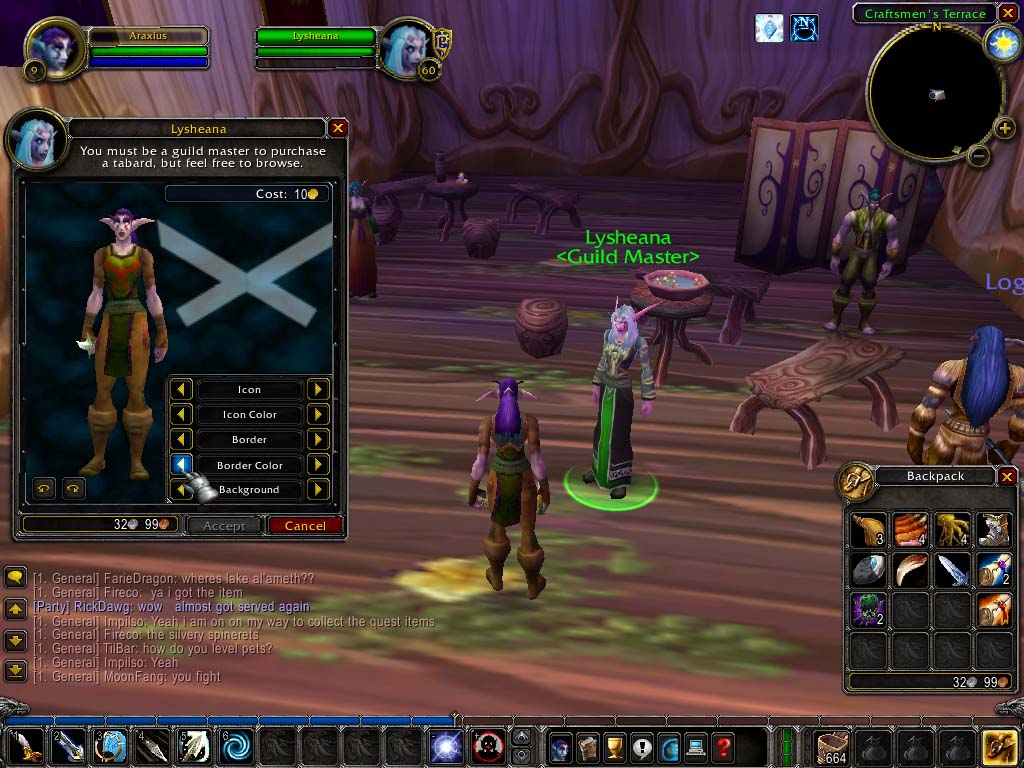 Araxius
9
Lysheana
60
Craftsmen's Terrace
N
Lysheana
You must be a guild master to purchase
a tabard, but feel free to browse.
Cost: 10
Lysheana
<Guild Master>
Log
Icon
Icon Color
Border
Border Color
Background
32 99
Accept
Cancel
Backpack
3 4 4
2
2
32 99
[1. General] FarieDragon: wheres lake al'ameth??
[1. General] Fireco: ya i got the item
[Party] RickDawg: wow almost got served again
[1. General] Impilso: Yeah i am on on my way to collect the quest items
[1. General] Fireco: the silvery spinerets
[1. General] TilBar: how do you level pets?
[1. General] Impilso: Yeah
[1. General] MoonFang: you fight
1 2 3 4 5 6
664